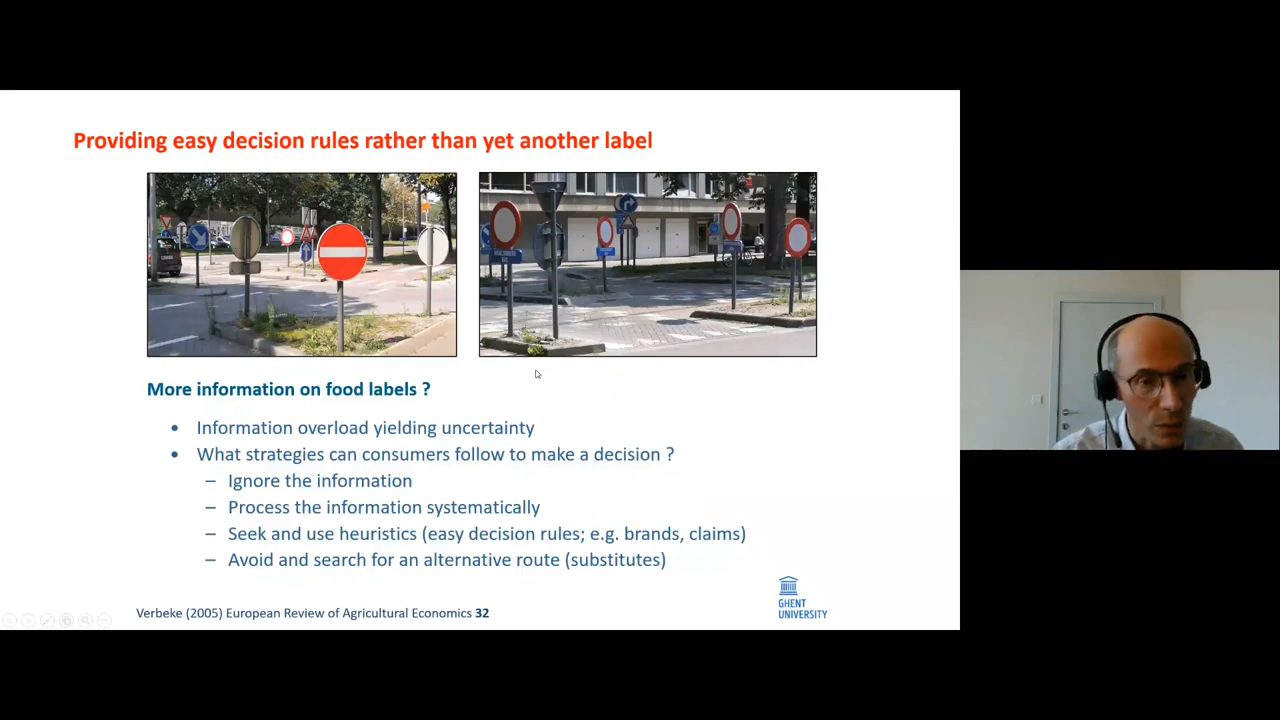 Providing easy decision rules rather than yet another label
More information on food labels ?
• Information overload yielding uncertainty
• What strategies can consumers follow to make a decision ?
– Ignore the information
– Process the information systematically
– Seek and use heuristics (easy decision rules; e.g. brands, claims)
– Avoid and search for an alternative route (substitutes)
Verbeke (2005) European Review of Agricultural Economics 32
GHENT
UNIVERSITY